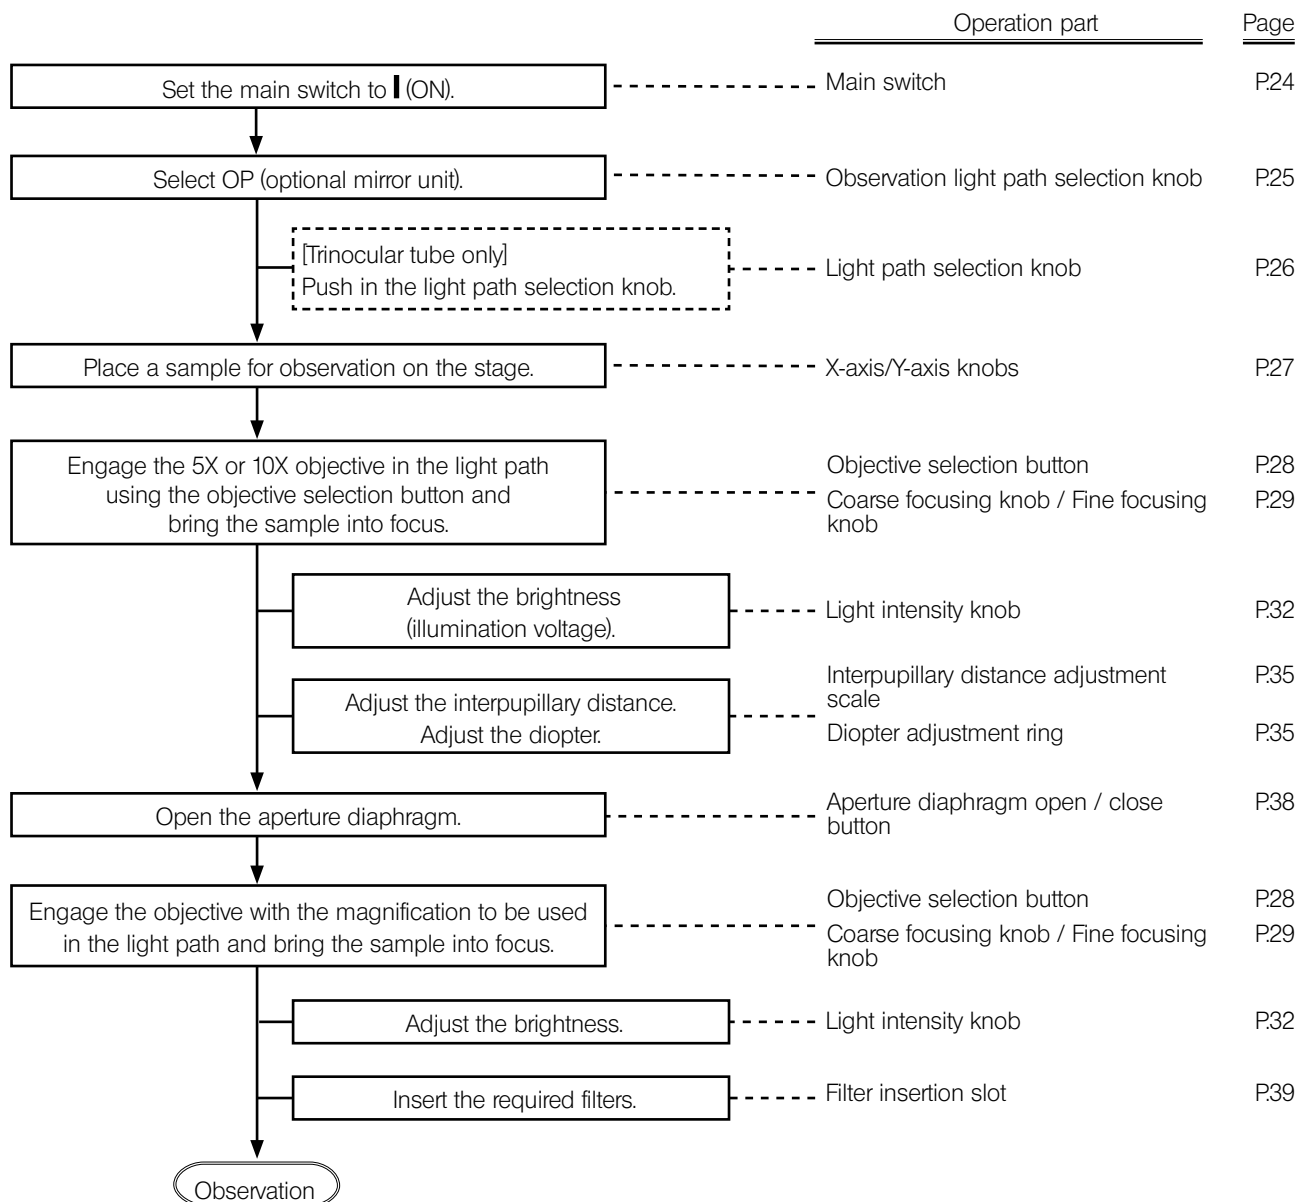 Operation part Page
Set the main switch to I (ON). Main switch P.24
Select OP (optional mirror unit). Observation light path selection knob P.25
[Trinocular tube only]
Push in the light path selection knob. Light path selection knob P.26
Place a sample for observation on the stage. X-axis/Y-axis knobs P.27
Engage the 5X or 10X objective in the light path
using the objective selection button and
bring the sample into focus.
Objective selection button P.28
Coarse focusing knob / Fine focusing P.29
knob
Adjust the brightness
(illumination voltage).
Light intensity knob P.32
Adjust the interpupillary distance.
Adjust the diopter.
Interpupillary distance adjustment P.35
scale
Diopter adjustment ring P.35
Open the aperture diaphragm.
Aperture diaphragm open / close P.38
button
Engage the objective with the magnification to be used
in the light path and bring the sample into focus.
Objective selection button P.28
Coarse focusing knob / Fine focusing P.29
knob
Adjust the brightness. Light intensity knob P.32
Insert the required filters. Filter insertion slot P.39
Observation